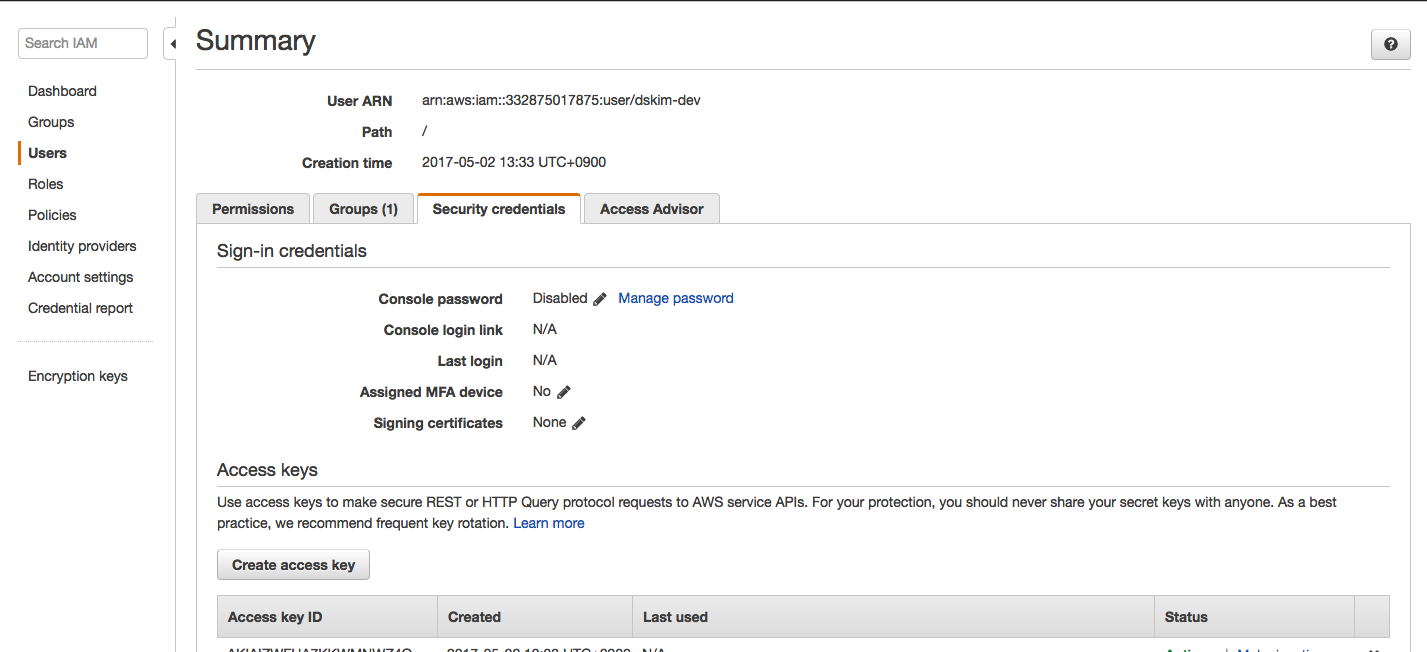 Search IAM
Summary
Dashboard
Groups
Users
Roles
Policies
Identity providers
Account settings
Credential report
Encryption keys
User ARN arn:aws:iam::332875017875:user/dskim-dev
Path /
Creation time 2017-05-02 13:33 UTC+0900
Permissions Groups (1) Security credentials Access Advisor
Sign-in credentials
Console password Disabled Manage password
Console login link N/A
Last login N/A
Assigned MFA device No
Signing certificates None
Access keys
Use access keys to make secure REST or HTTP Query protocol requests to AWS service APIs. For your protection, you should never share your secret keys with anyone. As a best
practice, we recommend frequent key rotation. Learn more
Create access key
Access key ID Created Last used Status
N/A